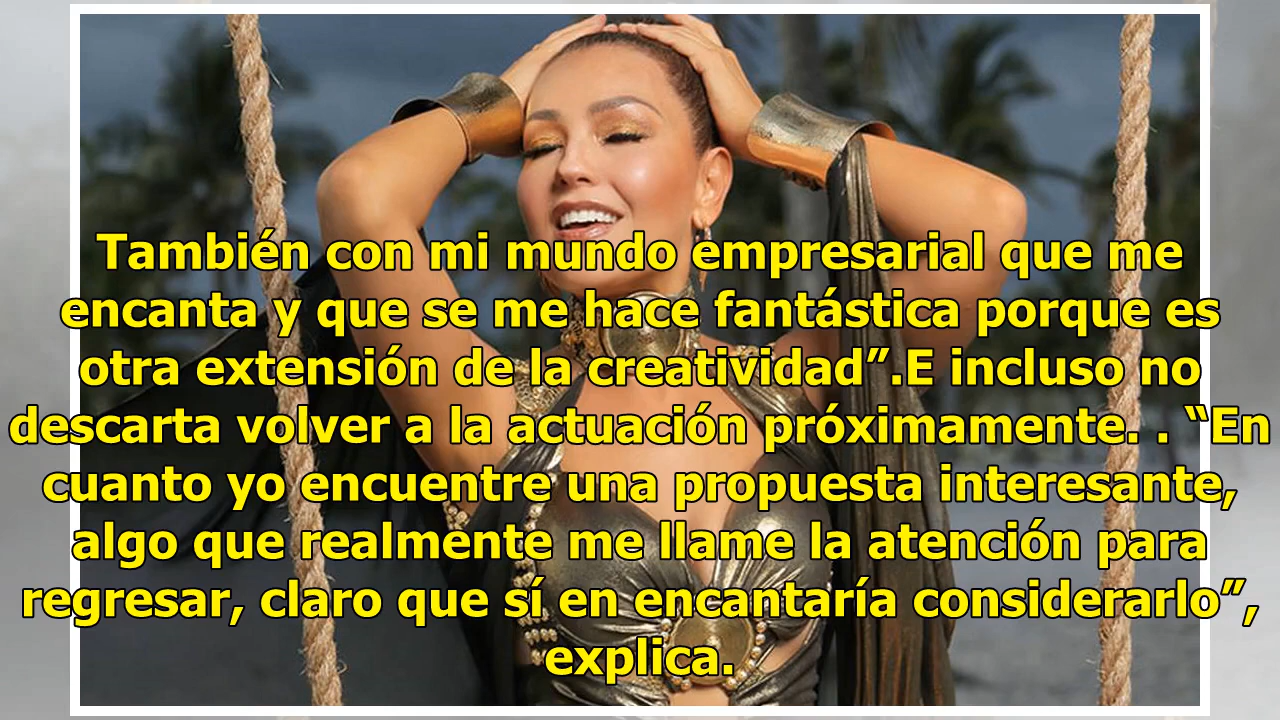 También con mi mundo empresarial que me
encanta y que se me hace fantástica porque es
otra extensión de la creatividad”.E incluso no
descarta volver a la actuación próximamente. . “En
cuanto yo encuentre una propuesta interesante,
algo que realmente me llame la atención para
regresar, claro que sí en encantaría considerarlo”,
explica.